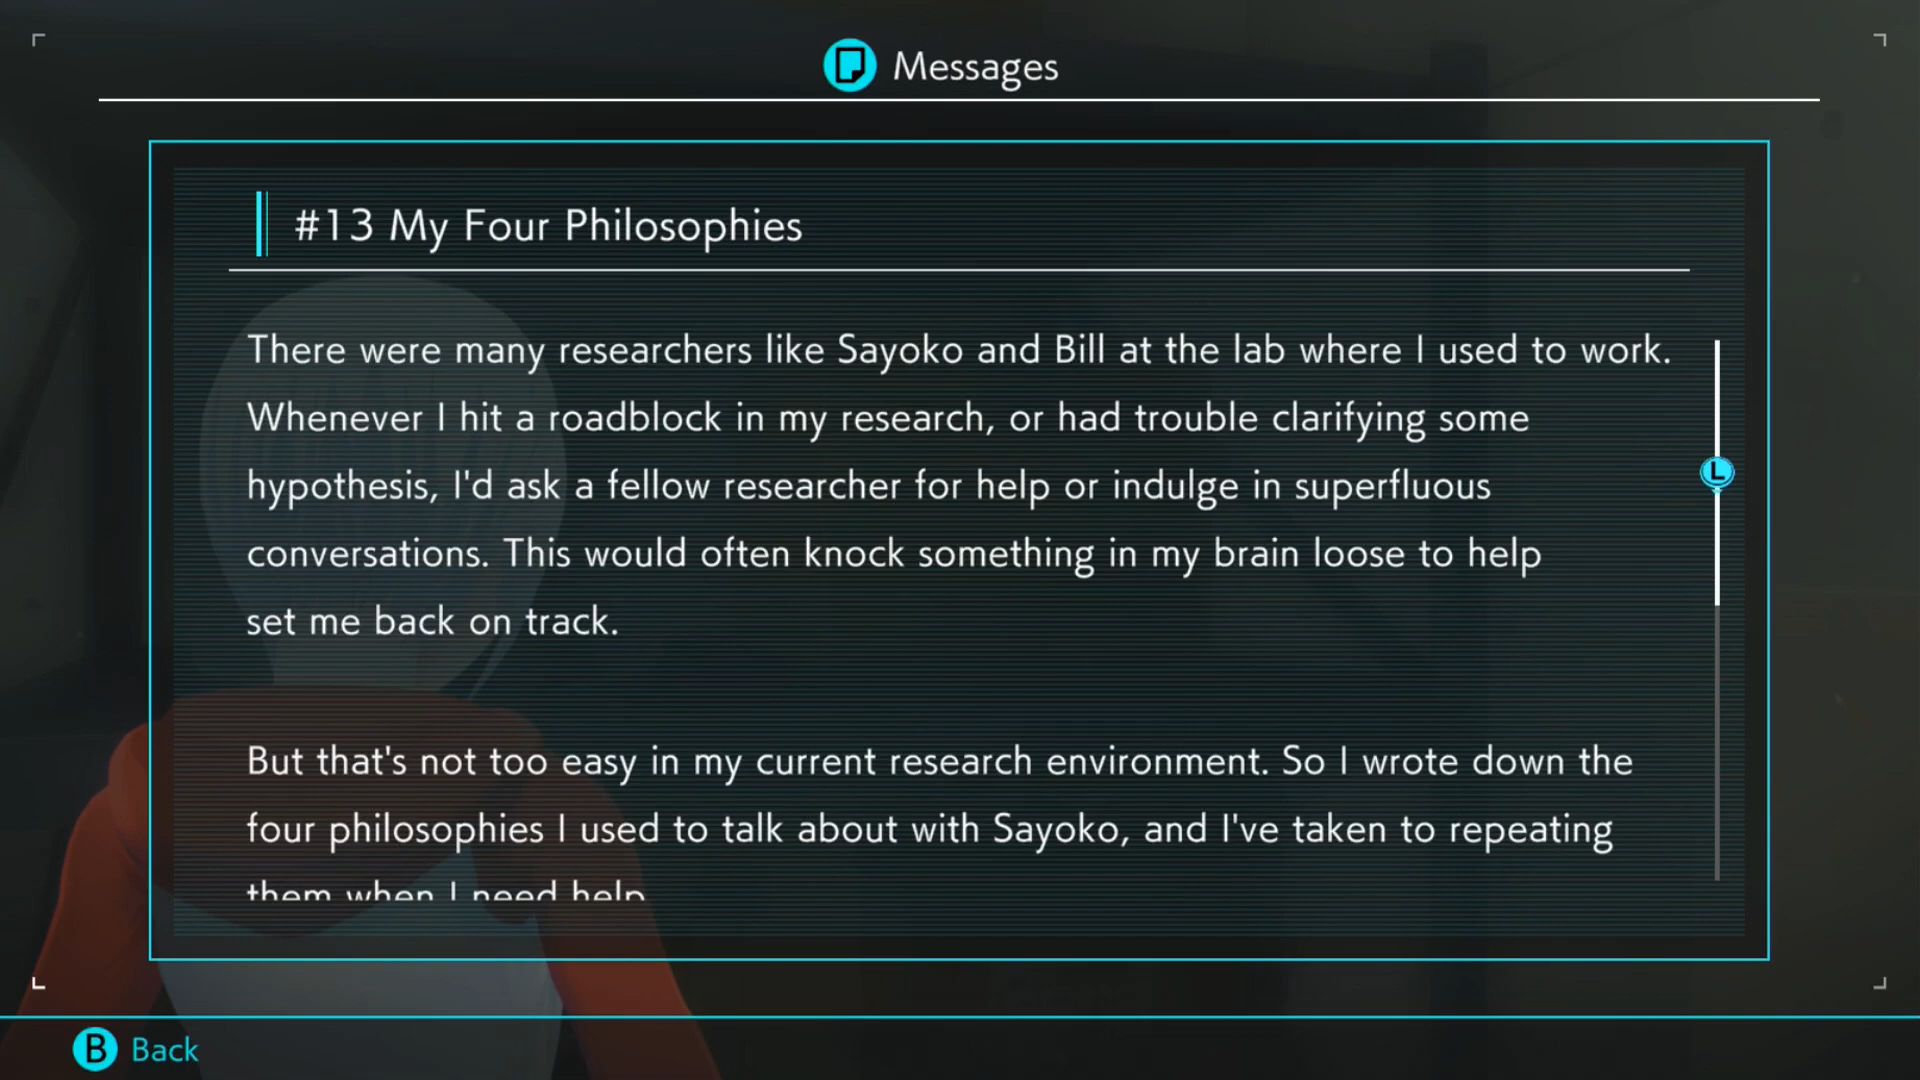 Messages
#13 My Four Philosophies
There were many researchers like Sayoko and Bill at the lab where I used to work.
Whenever I hit a roadblock in my research, or had trouble clarifying some
hypothesis, I'd ask a fellow researcher for help or indulge in superfluous
conversations. This would often knock something in my brain loose to help
set me back on track.
L
But that's not too easy in my current research environment. So I wrote down the
four philosophies I used to talk about with Sayoko, and I've taken to repeating
them when I need help
B Back